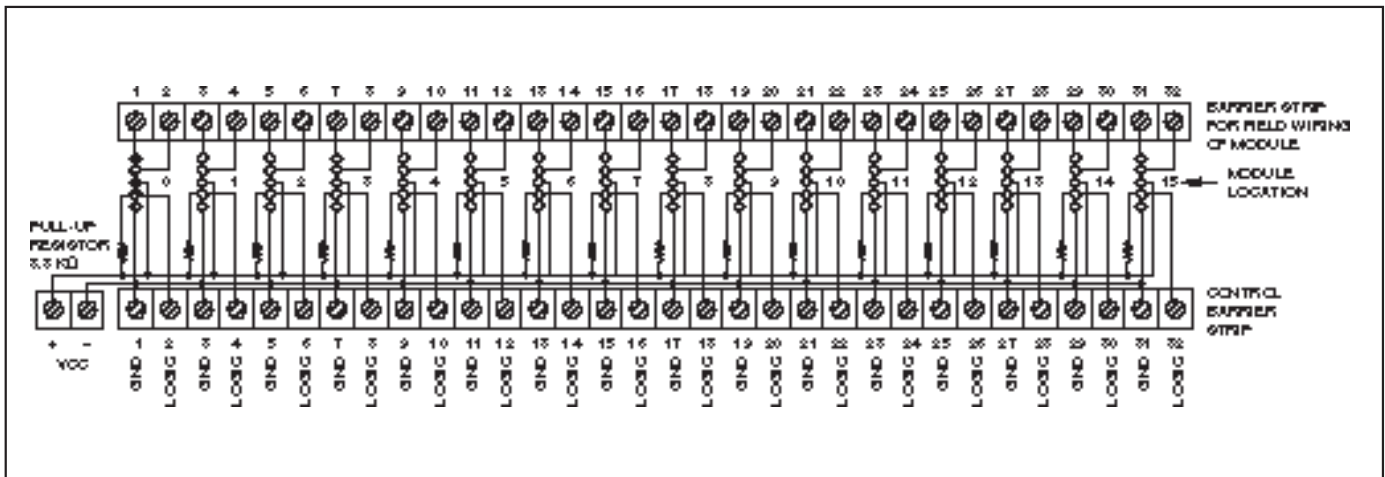 1 2 3 4 5 6 7 8 9 10 11 12 13 14 15 16 17 18 19 20 21 22 23 24 25 26 27 28 29 30 31 32
BARRIER STRIP
FOR FIELD WIRING
OF MODULE
0 1 2 3 4 5 6 7 8 9 10 11 12 13 14 15
MODULE
LOCATION
PULL-UP
RESISTOR
3.3 KΩ
CONTROL
BARRIER
STRIP
+ -
VCC
1 2 3 4 5 6 7 8 9 10 11 12 13 14 15 16 17 18 19 20 21 22 23 24 25 26 27 28 29 30 31 32
GND LOGIC GND LOGIC GND LOGIC GND LOGIC GND LOGIC GND LOGIC GND LOGIC GND LOGIC GND LOGIC GND LOGIC GND LOGIC GND LOGIC GND LOGIC GND LOGIC GND LOGIC GND LOGIC